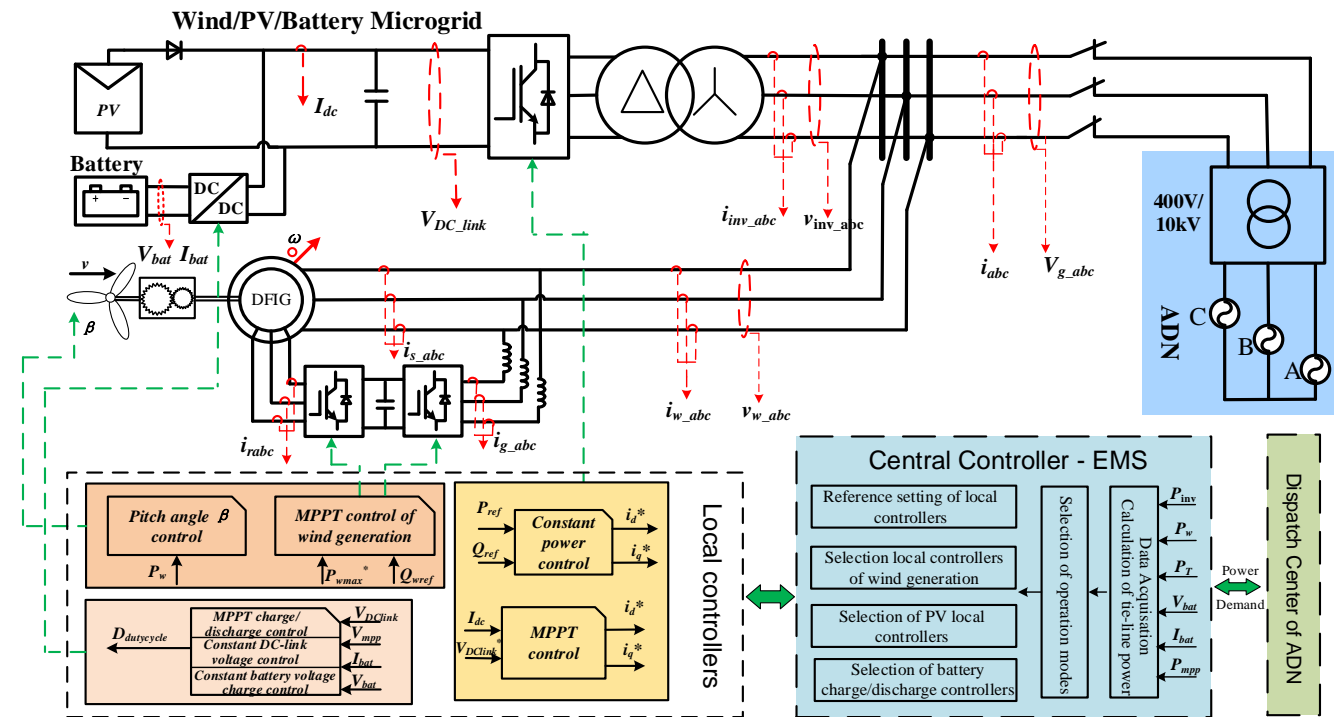 Wind/PV/Battery Microgrid
PV
I_dc
V_DC_link
Battery
+ −
DC
DC
V_bat I_bat
i_inv_abc
v_inv_abc
i_abc
V_g_abc
400V/
10kV
ADN
C
B
A
v
β
ω
DFIG
i_s_abc
i_rabc
i_g_abc
i_w_abc
v_w_abc
Pitch angle β
control
P_w
MPPT control of
wind generation
P_wmax*
Q_wref
D_dutycycle
MPPT charge/
discharge control
Constant DC-link
voltage control
Constant battery voltage
charge control
V_DClink
V_mpp
I_bat
V_bat
P_ref
Q_ref
Constant
power
control
i_d*
i_q*
I_dc
V_DClink*
MPPT
control
i_d*
i_q*
Local controllers
Central Controller - EMS
Reference setting of local
controllers
Selection local controllers
of wind generation
Selection of PV local
controllers
Selection of battery
charge/discharge controllers
Selection of operation modes
Data Acquisation
Calculation of tie-line power
P_inv
P_w
P_T
V_bat
I_bat
P_mpp
Power
Demand
Dispatch Center of ADN